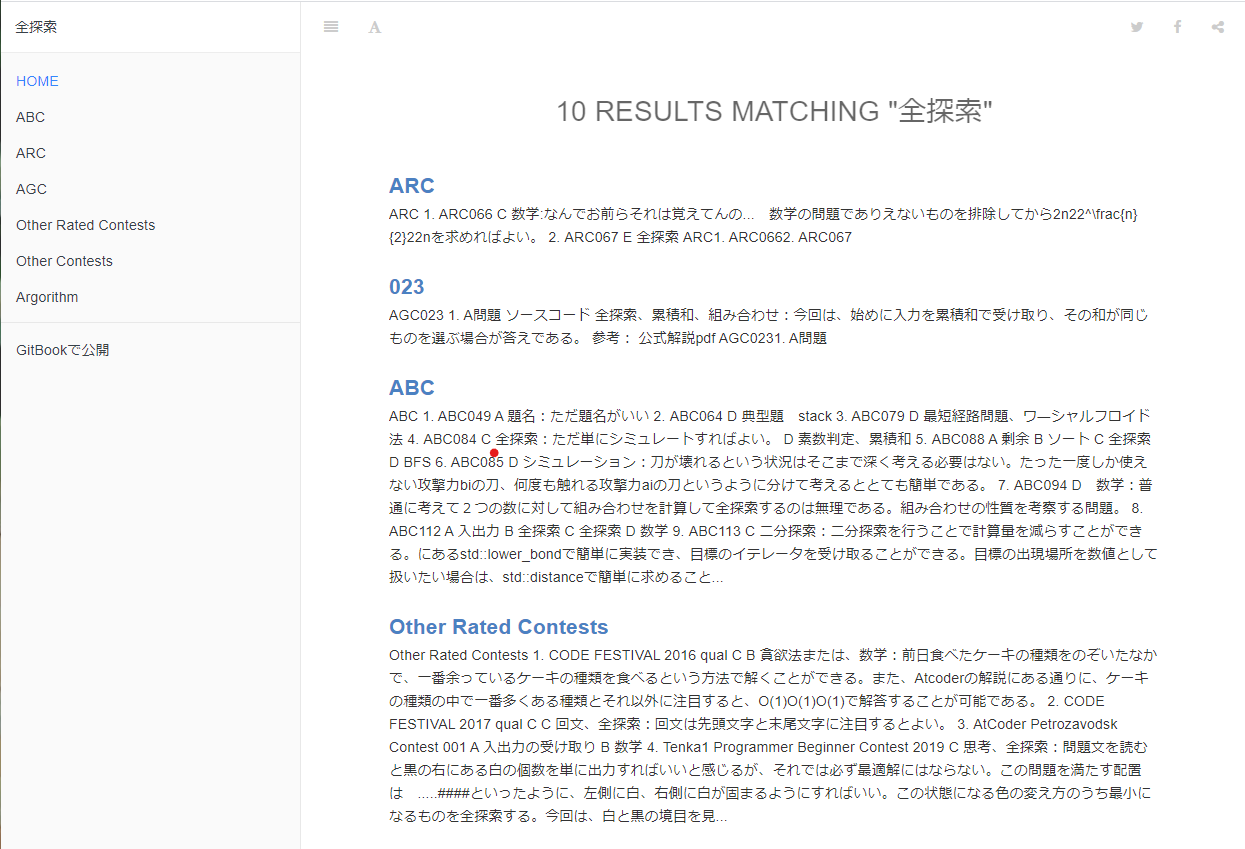 全探索
HOME
ABC
ARC
AGC
Other Rated Contests
Other Contests
Argorithm
GitBookで公開
A
10 RESULTS MATCHING "全探索"
ARC
ARC 1. ARC066 C 数学:なんでお前らそれは覚えてんの...　数学の問題でありえないものを排除してから2n22^\frac{n}
{2}22nを求めればよい。 2. ARC067 E 全探索 ARC1. ARC0662. ARC067
023
AGC023 1. A問題 ソースコード 全探索、累積和、組み合わせ：今回は、始めに入力を累積和で受け取り、その和が同じ
ものを選ぶ場合が答えである。 参考： 公式解説pdf AGC0231. A問題
ABC
ABC 1. ABC049 A 題名：ただ題名がいい 2. ABC064 D 典型題　stack 3. ABC079 D 最短経路問題、ワ―シャルフロイド
法 4. ABC084 C 全探索：ただ単にシミュレートすればよい。 D 素数判定、累積和 5. ABC088 A 剰余 B ソート C 全探索
D BFS 6. ABC085 D シミュレーション：刀が壊れるという状況はそこまで深く考える必要はない。たった一度しか使え
ない攻撃力biの刀、何度も触れる攻撃力aiの刀というように分けて考えるととても簡単である。 7. ABC094 D　数学：普
通に考えて２つの数に対して組み合わせを計算して全探索するのは無理である。組み合わせの性質を考察する問題。 8.
ABC112 A 入出力 B 全探索 C 全探索 D 数学 9. ABC113 C 二分探索：二分探索を行うことで計算量を減らすことができ
る。にあるstd::lower_bondで簡単に実装でき、目標のイテレータを受け取ることができる。目標の出現場所を数値として
扱いたい場合は、std::distanceで簡単に求めること...
Other Rated Contests
Other Rated Contests 1. CODE FESTIVAL 2016 qual C B 貪欲法または、数学：前日食べたケーキの種類をのぞいたなか
で、一番余っているケーキの種類を食べるという方法で解くことができる。また、Atcoderの解説にある通りに、ケーキ
の種類の中で一番多くある種類とそれ以外に注目すると、O(1)O(1)O(1)で解答することが可能である。 2. CODE
FESTIVAL 2017 qual C C 回文、全探索：回文は先頭文字と末尾文字に注目するとよい。 3. AtCoder Petrozavodsk
Contest 001 A 入出力の受け取り B 数学 4. Tenka1 Programmer Beginner Contest 2019 C 思考、全探索：問題文を読む
と黒の右にある白の個数を単に出力すればいいと感じるが、それでは必ず最適解にはならない。この問題を満たす配置
は　.....####といったように、左側に白、右側に白が固まるようにすればいい。この状態になる色の変え方のうち最小に
なるものを全探索する。今回は、白と黒の境目を見...